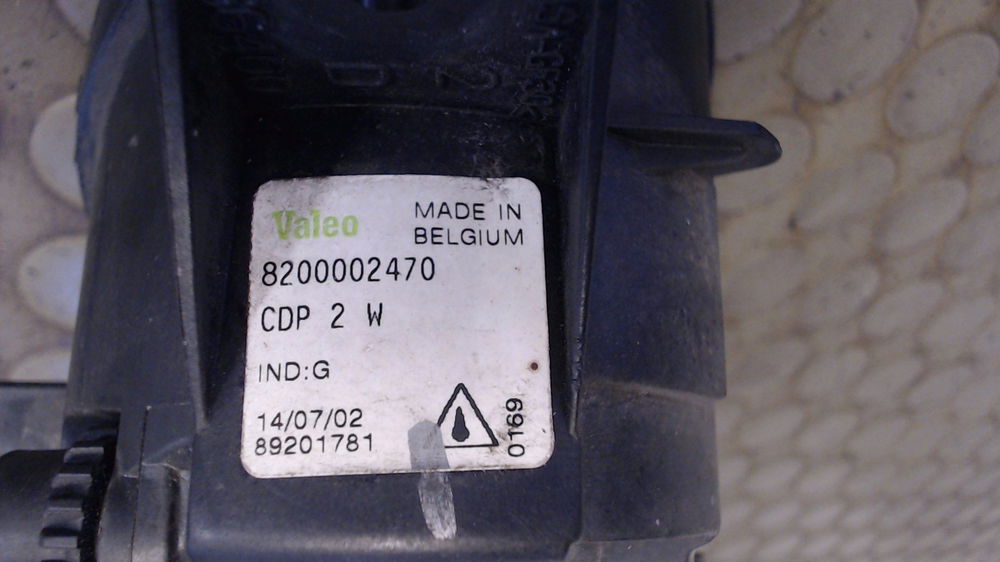 Valeo
MADE IN
BELGIUM
8200002470
CDP 2 W
IND:G
14/07/02
89201781
0169